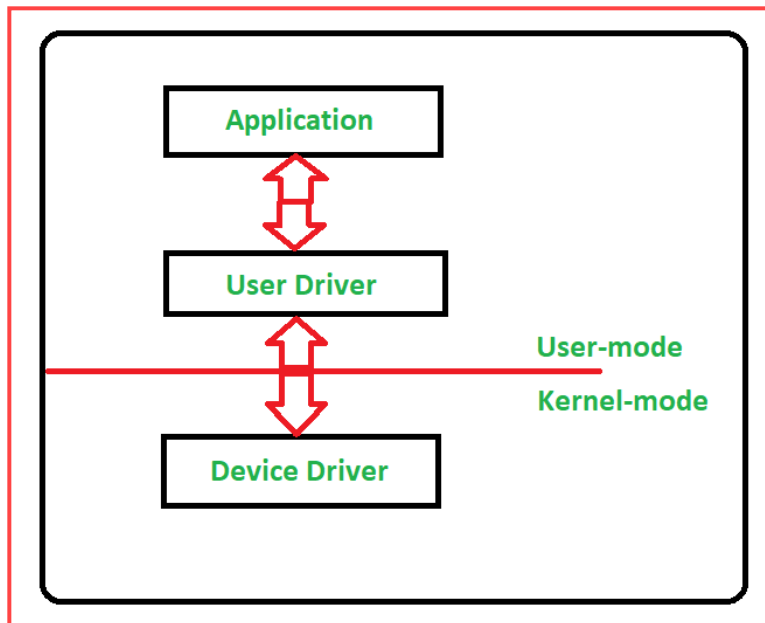 Application
User Driver
User-mode
Kernel-mode
Device Driver